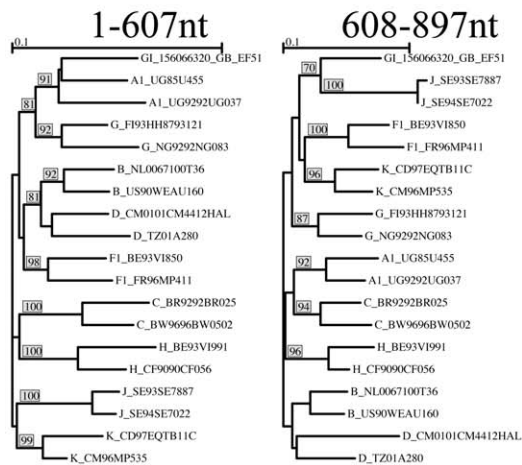 1-607nt
0.1
GI_156066320_GB_EF51
91
A1_UG85U455
81
A1_UG9292UG037
G_FI93HH8793121
92
G_NG9292NG083
B_NL0067100T36
92
B_US90WEAU160
81
D_CM0101CM4412HAL
D_TZ01A280
F1_BE93VI850
98
F1_FR96MP411
C_BR9292BR025
100
C_BW9696BW0502
H_BE93VI991
100
H_CF9090CF056
J_SE93SE7887
100
J_SE94SE7022
K_CD97EQTB11C
99
K_CM96MP535
608-897nt
0.1
GI_156066320_GB_EF51
70
J_SE93SE7887
100
J_SE94SE7022
F1_BE93VI850
100
F1_FR96MP411
K_CD97EQTB11C
96
K_CM96MP535
G_FI93HH8793121
87
G_NG9292NG083
A1_UG85U455
92
A1_UG9292UG037
C_BR9292BR025
94
C_BW9696BW0502
H_BE93VI991
96
H_CF9090CF056
B_NL0067100T36
B_US90WEAU160
D_CM0101CM4412HAL
D_TZ01A280